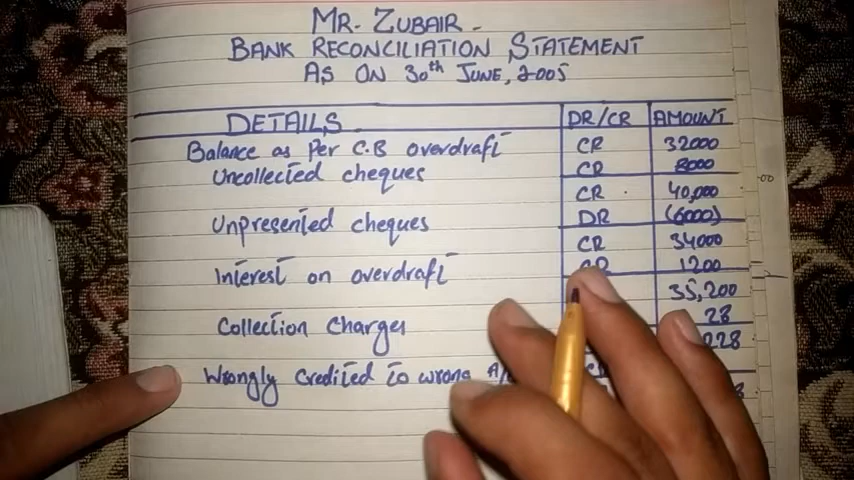 MR. ZUBAIR.
BANK RECONCILIATION STATEMENT
AS ON 30th JUNE, 2005
DETAILS DR/CR AMOUNT
Balance as Per C.B overdraft CR 32000
Uncollected cheques CR 8000
CR 40,000
Unpresented cheques DR (6000)
CR 34000
Interest on overdraft CR 1200
35,200
Collection Charges 28
228
Wrongly credited to wrong